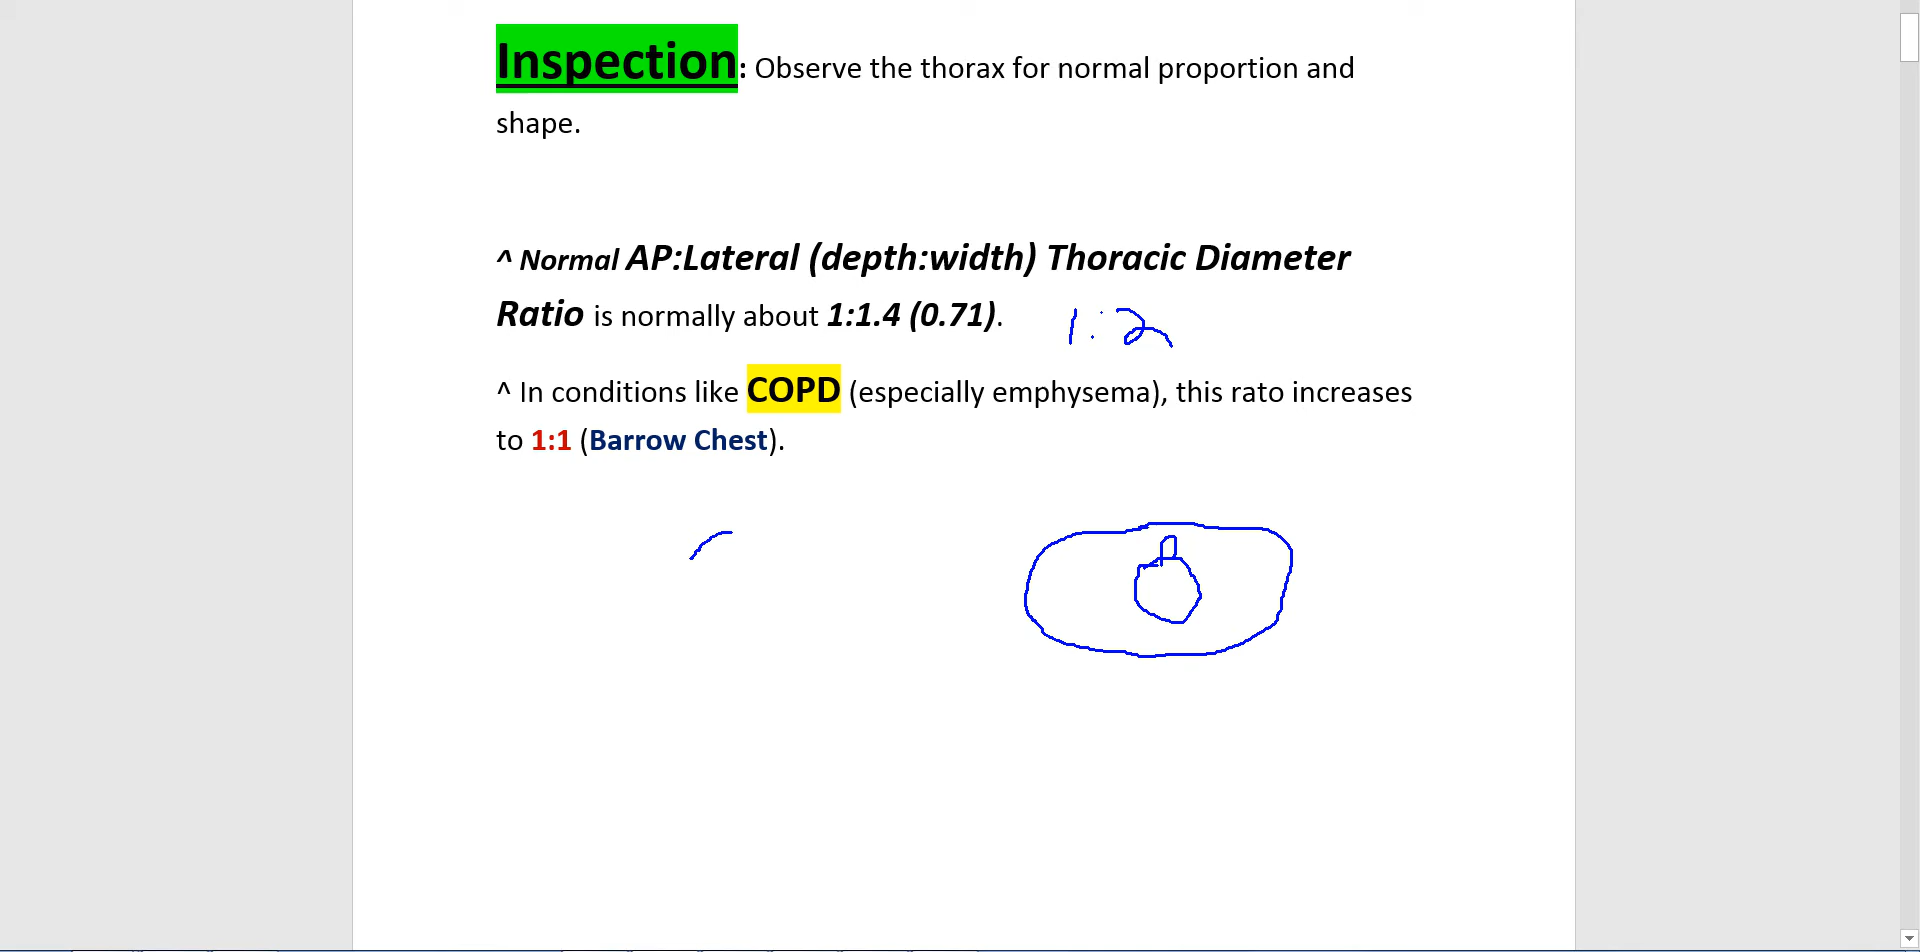 Inspection: Observe the thorax for normal proportion and
shape.
^ Normal AP:Lateral (depth:width) Thoracic Diameter
Ratio is normally about 1:1.4 (0.71). 1:2
^ In conditions like COPD (especially emphysema), this rato increases
to 1:1 (Barrow Chest).